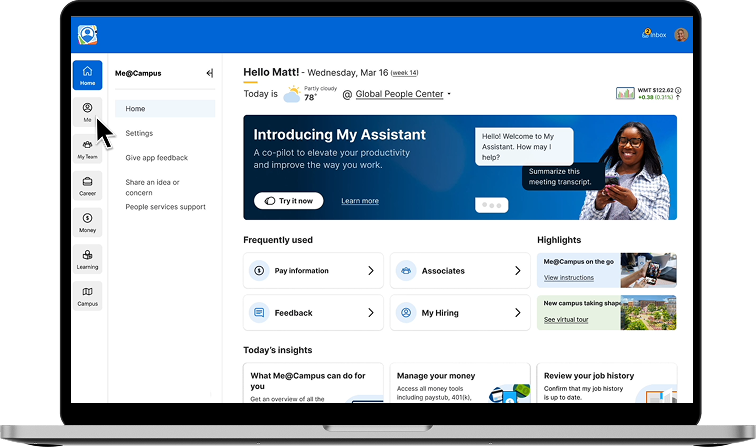 2
Inbox
Home
Me
My Team
Career
Money
Learning
Campus
Me@Campus
Home
Settings
Give app feedback
Share an idea or
concern
People services support
Hello Matt! - Wednesday, Mar 16 (week 14)
Today is
Partly cloudy
78°
@ Global People Center
WMT $122.62
+0.38 (0.31%)
Introducing My Assistant
A co-pilot to elevate your productivity
and improve the way you work.
Try it now
Learn more
Hello! Welcome to My
Assistant. How may I
help?
Summarize this
meeting transcript.
Frequently used
Pay information
Associates
Feedback
My Hiring
Highlights
Me@Campus on the go
View instructions
New campus taking shape
See virtual tour
Today's insights
What Me@Campus can do for
you
Get an overview of all the
Manage your money
Access all money tools
including paystub, 401(k),
Review your job history
Confirm that my job history
is up to date.